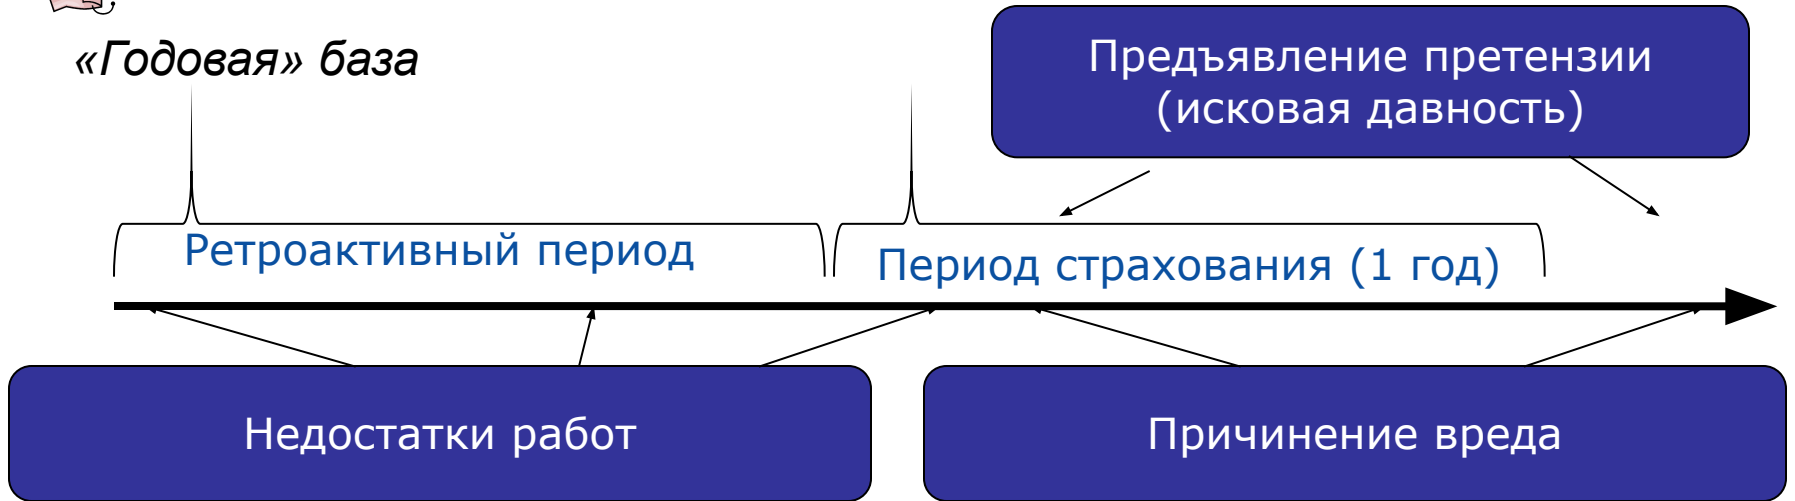 «Годовая» база
Предъявление претензии
(исковая давность)
Ретроактивный период
Период страхования (1 год)
Недостатки работ
Причинение вреда